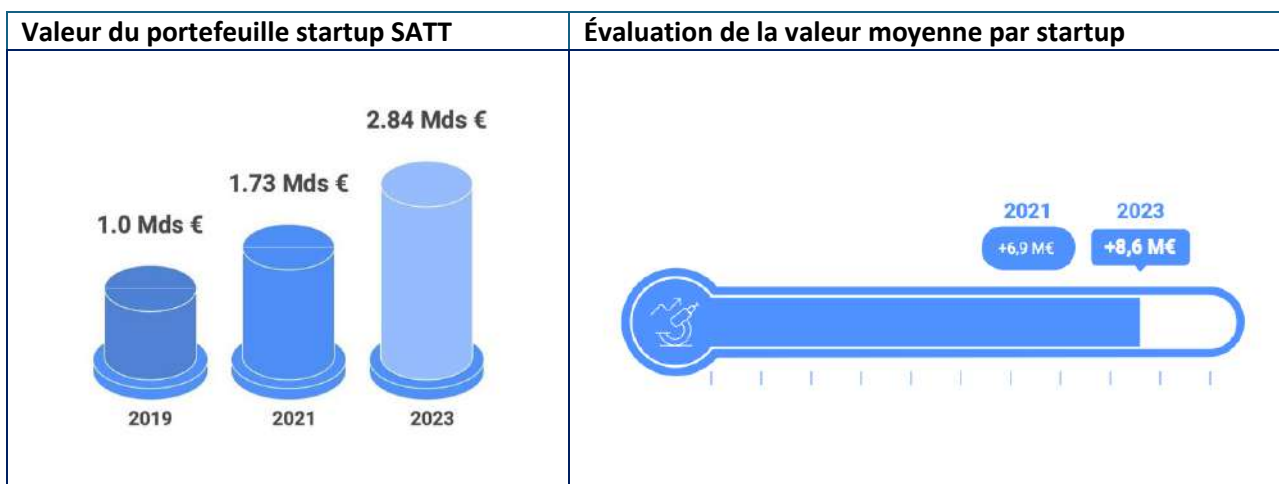 Valeur du portefeuille startup SATT
Évaluation de la valeur moyenne par startup
2.84 Mds €
1.73 Mds €
1.0 Mds €
2019
2021
2023
2021
2023
+6,9 M€
+8,6 M€